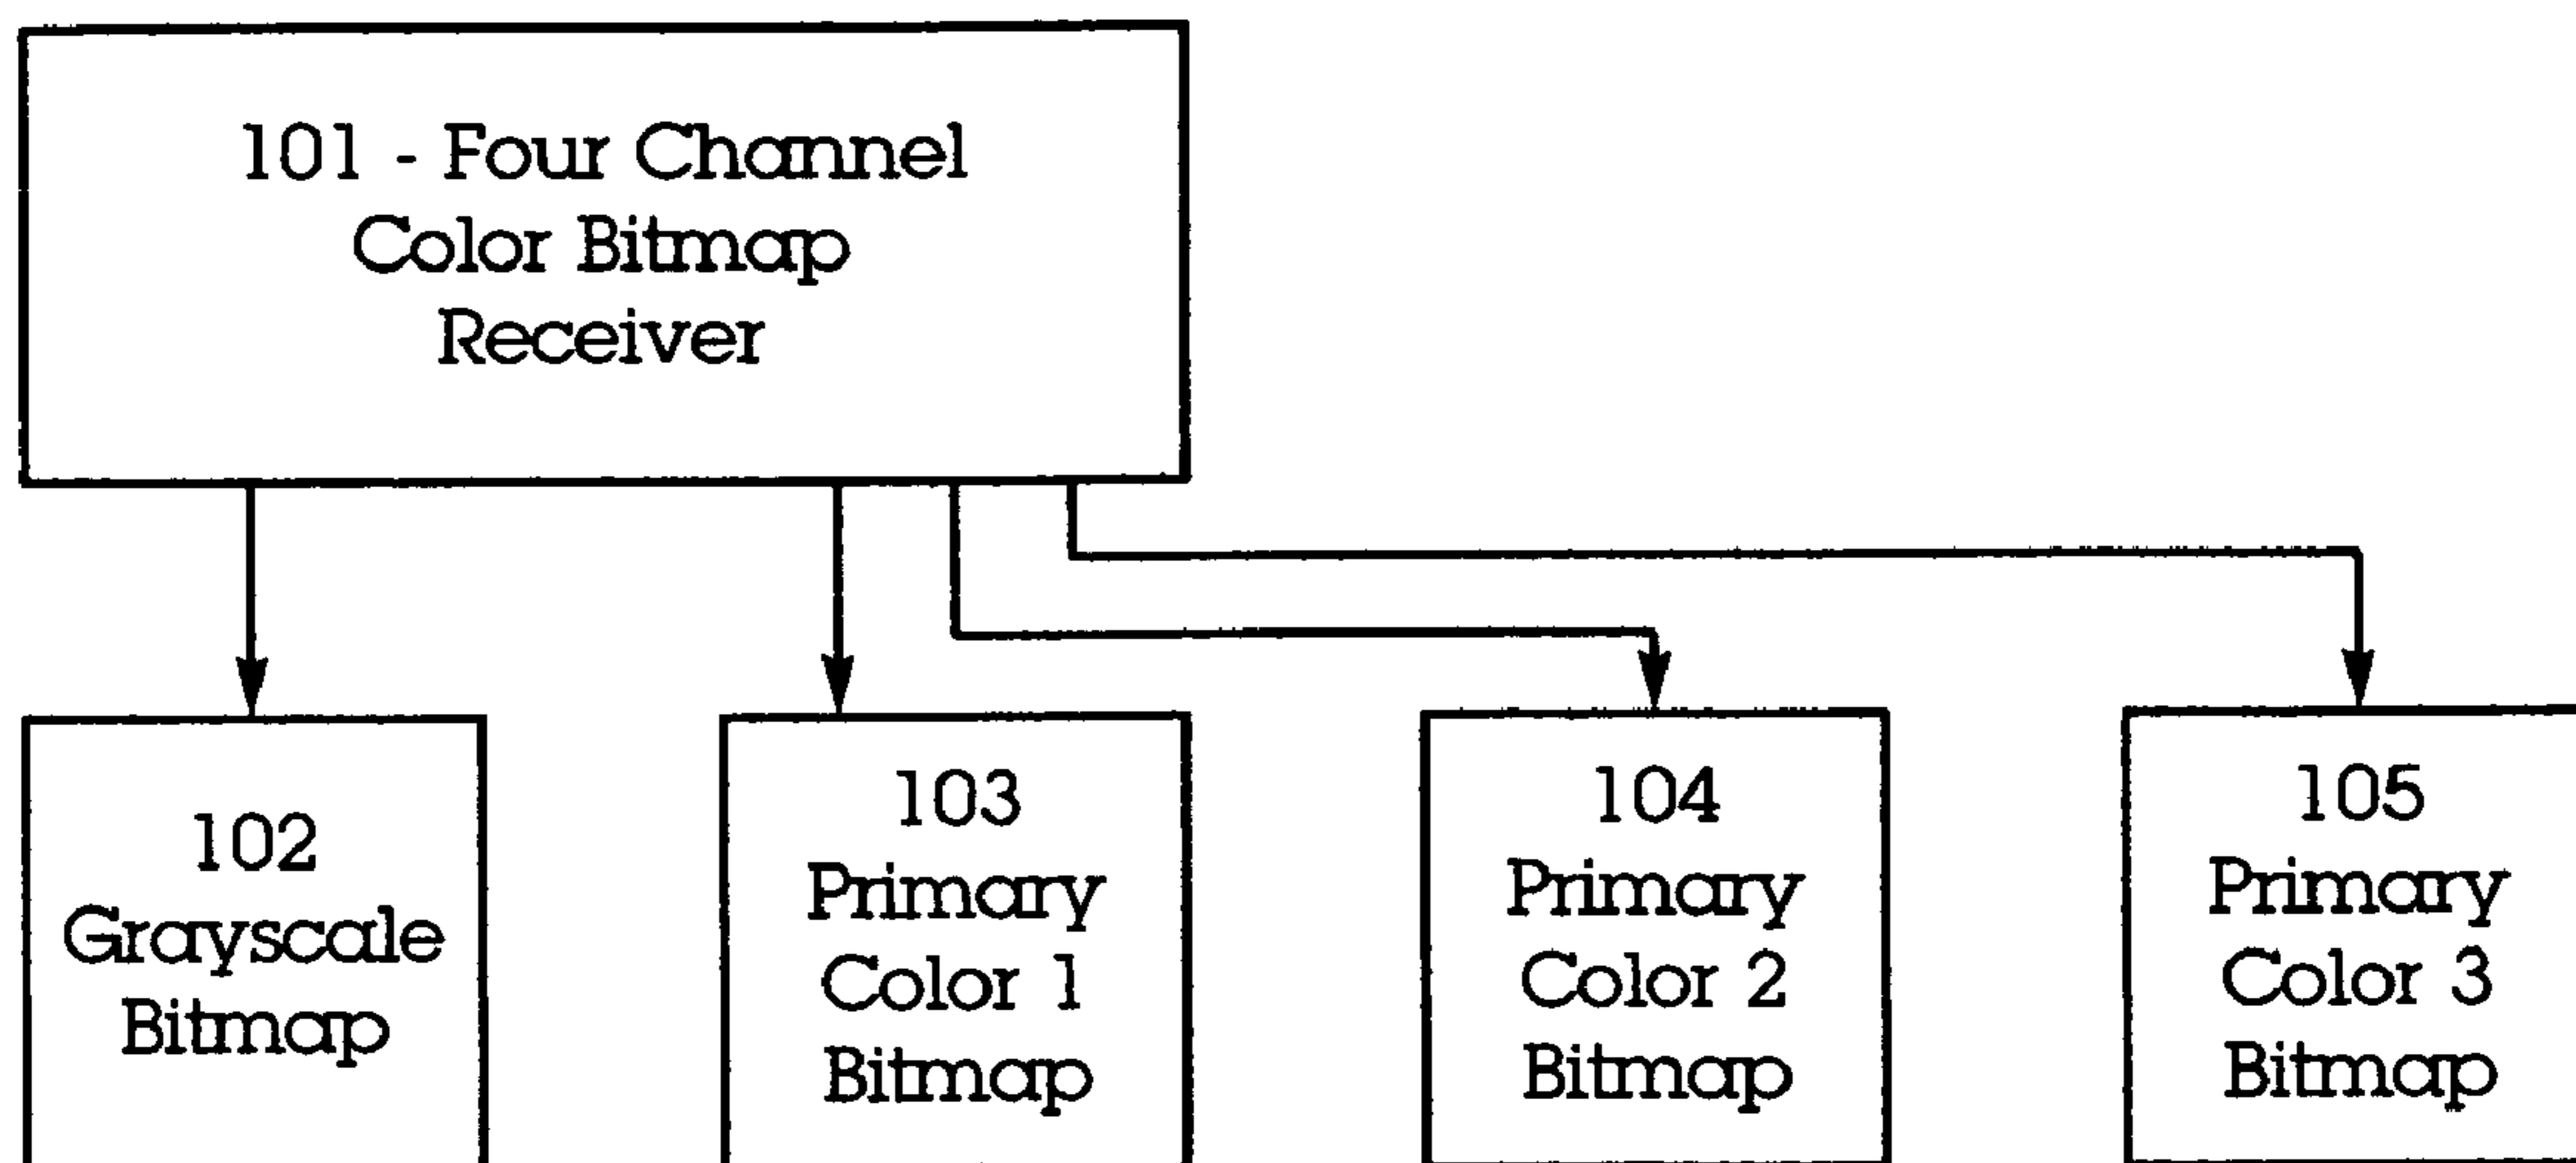 101 - Four Channel
Color Bitmap
Receiver
102
Grayscale
Bitmap
103
Primary
Color 1
Bitmap
104
Primary
Color 2
Bitmap
105
Primary
Color 3
Bitmap